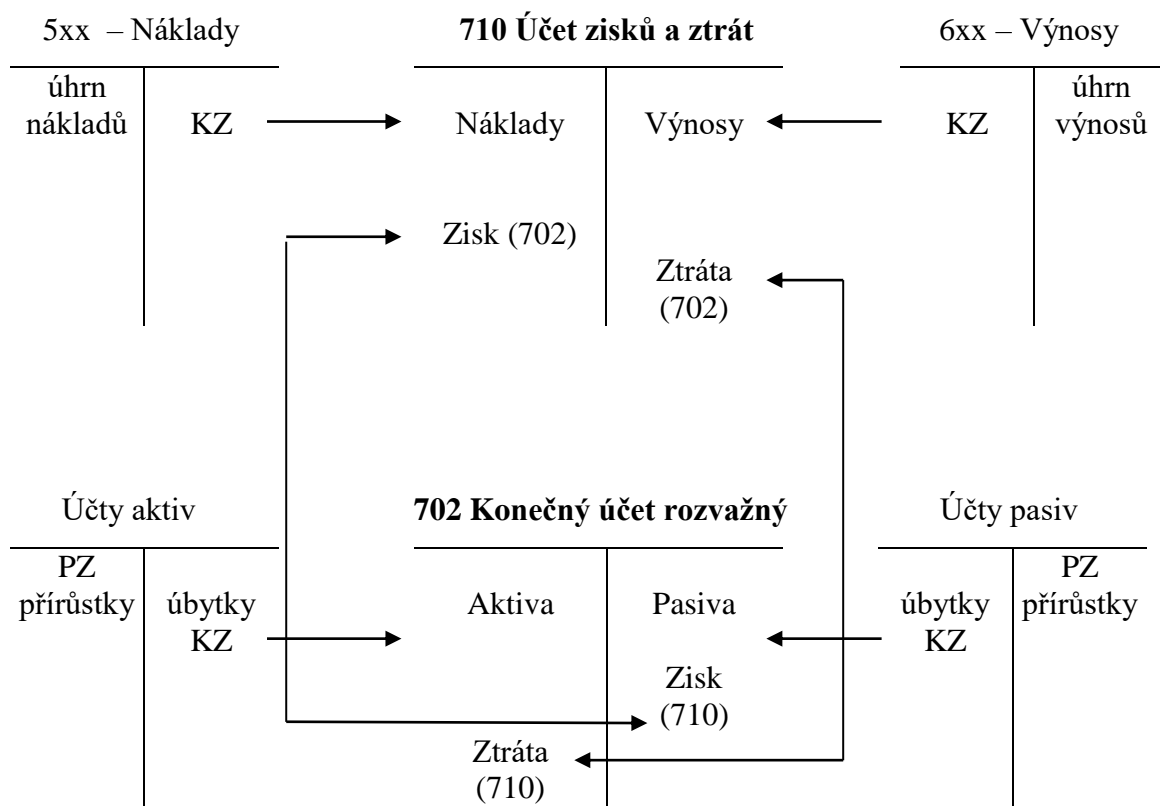 5xx – Náklady
710 Účet zisků a ztrát
6xx – Výnosy
úhrn
nákladů
KZ
Náklady
Výnosy
KZ
úhrn
výnosů
Zisk (702)
Ztráta
(702)
Účty aktiv
702 Konečný účet rozvažný
Účty pasiv
PZ
přírůstky
úbytky
KZ
Aktiva
Pasiva
úbytky
KZ
PZ
přírůstky
Zisk
(710)
Ztráta
(710)